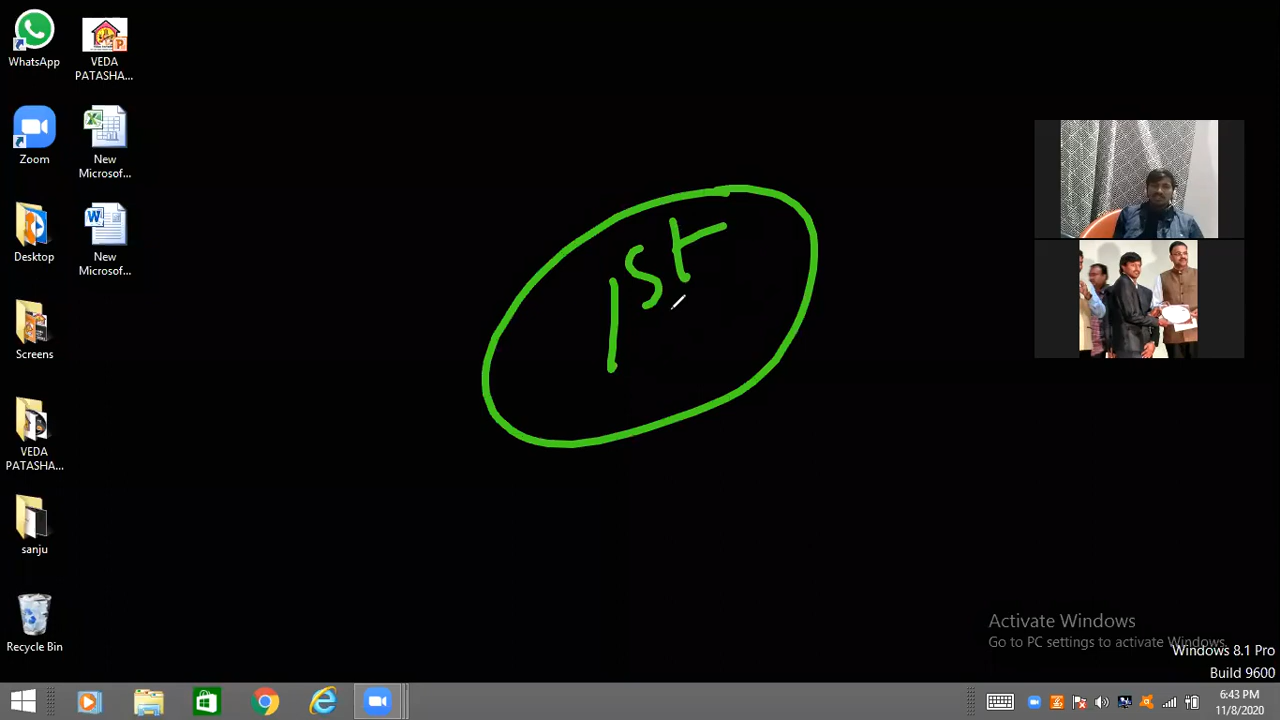 WhatsApp
VEDA
PATASHA...
Zoom
New
Microsof...
Desktop
New
Microsof...
Screens
VEDA
PATASHA...
sanju
Recycle Bin
1st
Activate Windows
Go to PC settings to activate Windows.
Windows 8.1 Pro
Build 9600
6:43 PM
11/8/2020